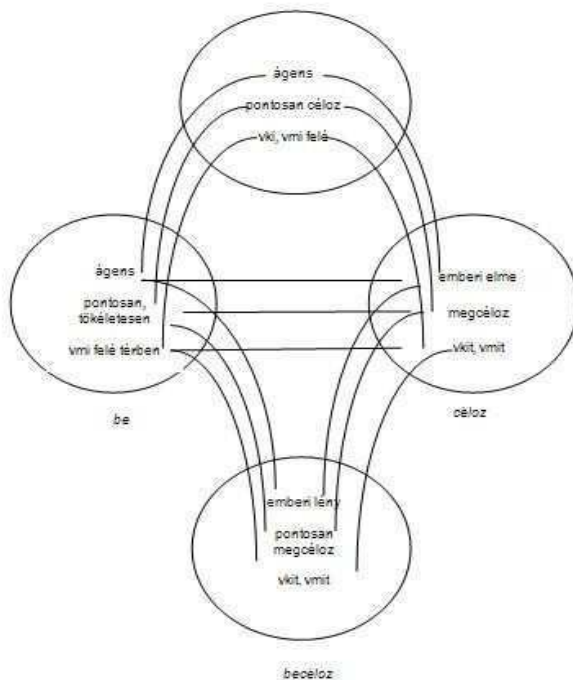 ágens
pontosan céloz
vki, vmi felé
ágens
pontosan,
tökéletesen
vmi felé térben
be
emberi elme
megcéloz
vkit, vmit
céloz
emberi lény
pontosan
megcéloz
vkit, vmit
becéloz